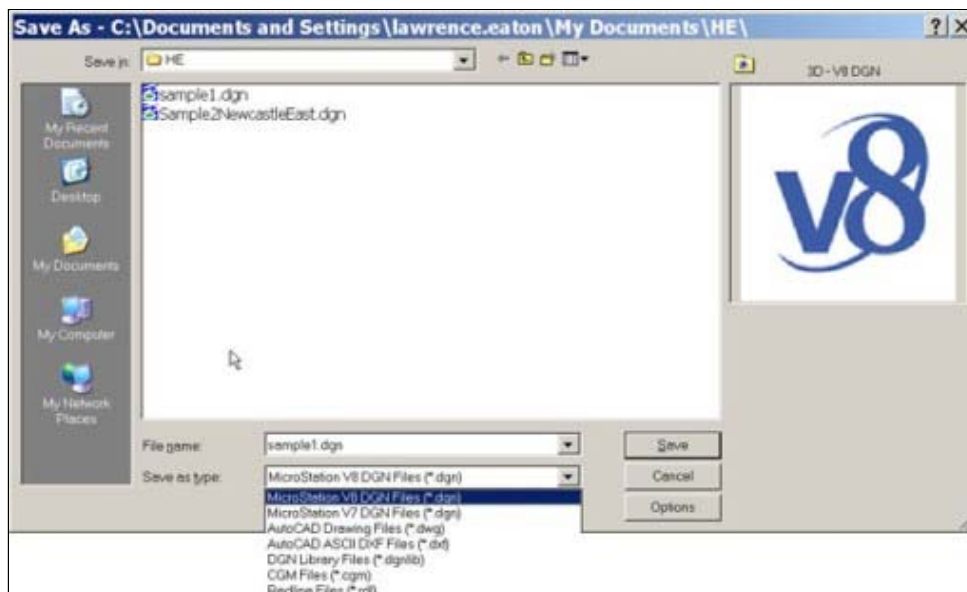 Save As - C:\Documents and Settings\lawrence.eaton\My Documents\HE\
Save in:
HE
3D - V8 DGN
sample1.dgn
Sample2NewcastleEast.dgn
My Recent
Documents
Desktop
My Documents
My Computer
My Network
Places
V8
File name:
sample1.dgn
Save
Save as type:
MicroStation V8 DGN Files (*.dgn)
Cancel
MicroStation V8 DGN Files (*.dgn)
MicroStation V7 DGN Files (*.dgn)
Options
AutoCAD Drawing Files (*.dwg)
AutoCAD ASCII DXF Files (*.dxf)
DGN Library Files (*.dgnlib)
CGM Files (*.cgm)
Redline Files (*.rdl)